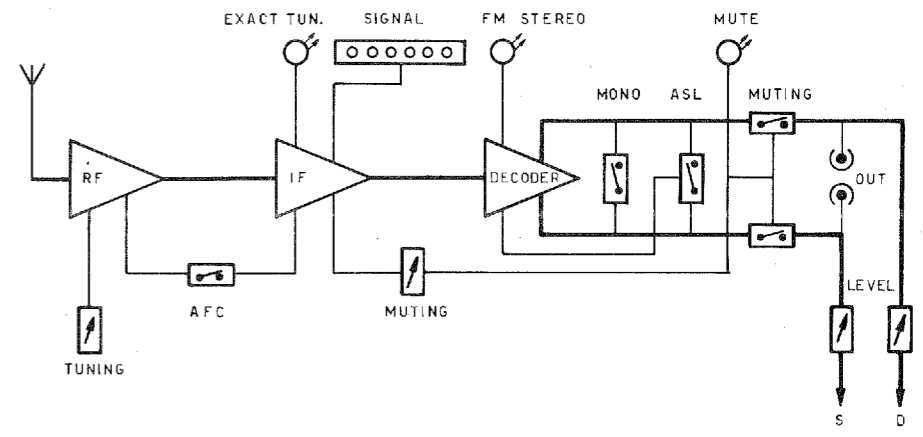 EXACT TUN.
SIGNAL
FM STEREO
MUTE
MONO
ASL
MUTING
RF
IF
DECODER
OUT
AFC
MUTING
LEVEL
TUNING
S
D